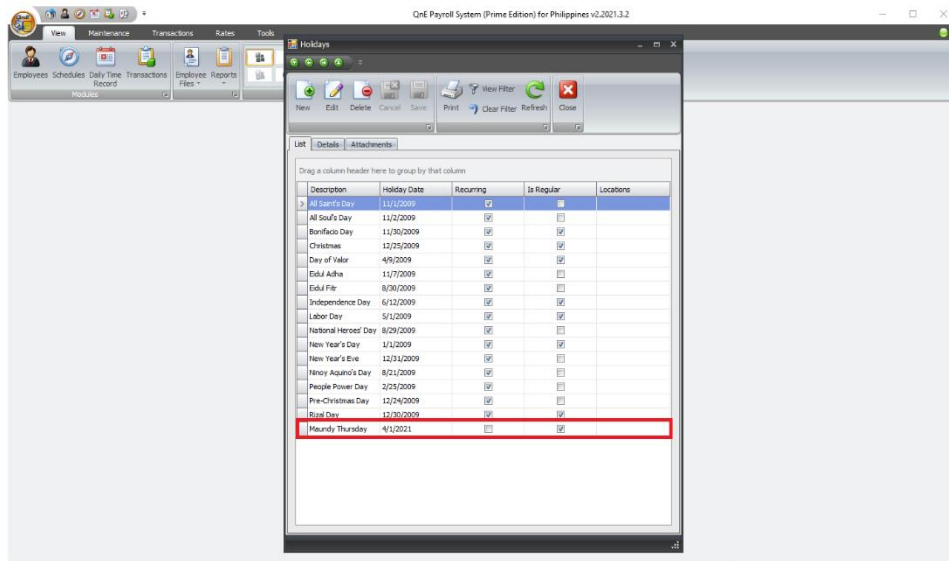 QnE Payroll System (Prime Edition) for Philippines v2.2021.3.2
View Maintenance Transactions Rates Tools
Employees Schedules Daily Time Record Transactions Employee Files Reports
Modules
Holidays
New Edit Delete Cancel Save Print View Filter Clear Filter Refresh Close
List Details Attachments
Drag a column header here to group by that column
Description Holiday Date Recurring Is Regular Locations
All Saint's Day 11/1/2009
All Soul's Day 11/2/2009
Bonifacio Day 11/30/2009
Christmas 12/25/2009
Day of Valor 4/9/2009
Eidul Adha 11/7/2009
Eidul Fitr 8/30/2009
Independence Day 6/12/2009
Labor Day 5/1/2009
National Heroes' Day 8/29/2009
New Year's Day 1/1/2009
New Year's Eve 12/31/2009
Ninoy Aquino's Day 8/21/2009
People Power Day 2/25/2009
Pre-Christmas Day 12/24/2009
Rizal Day 12/30/2009
Maundy Thursday 4/1/2021